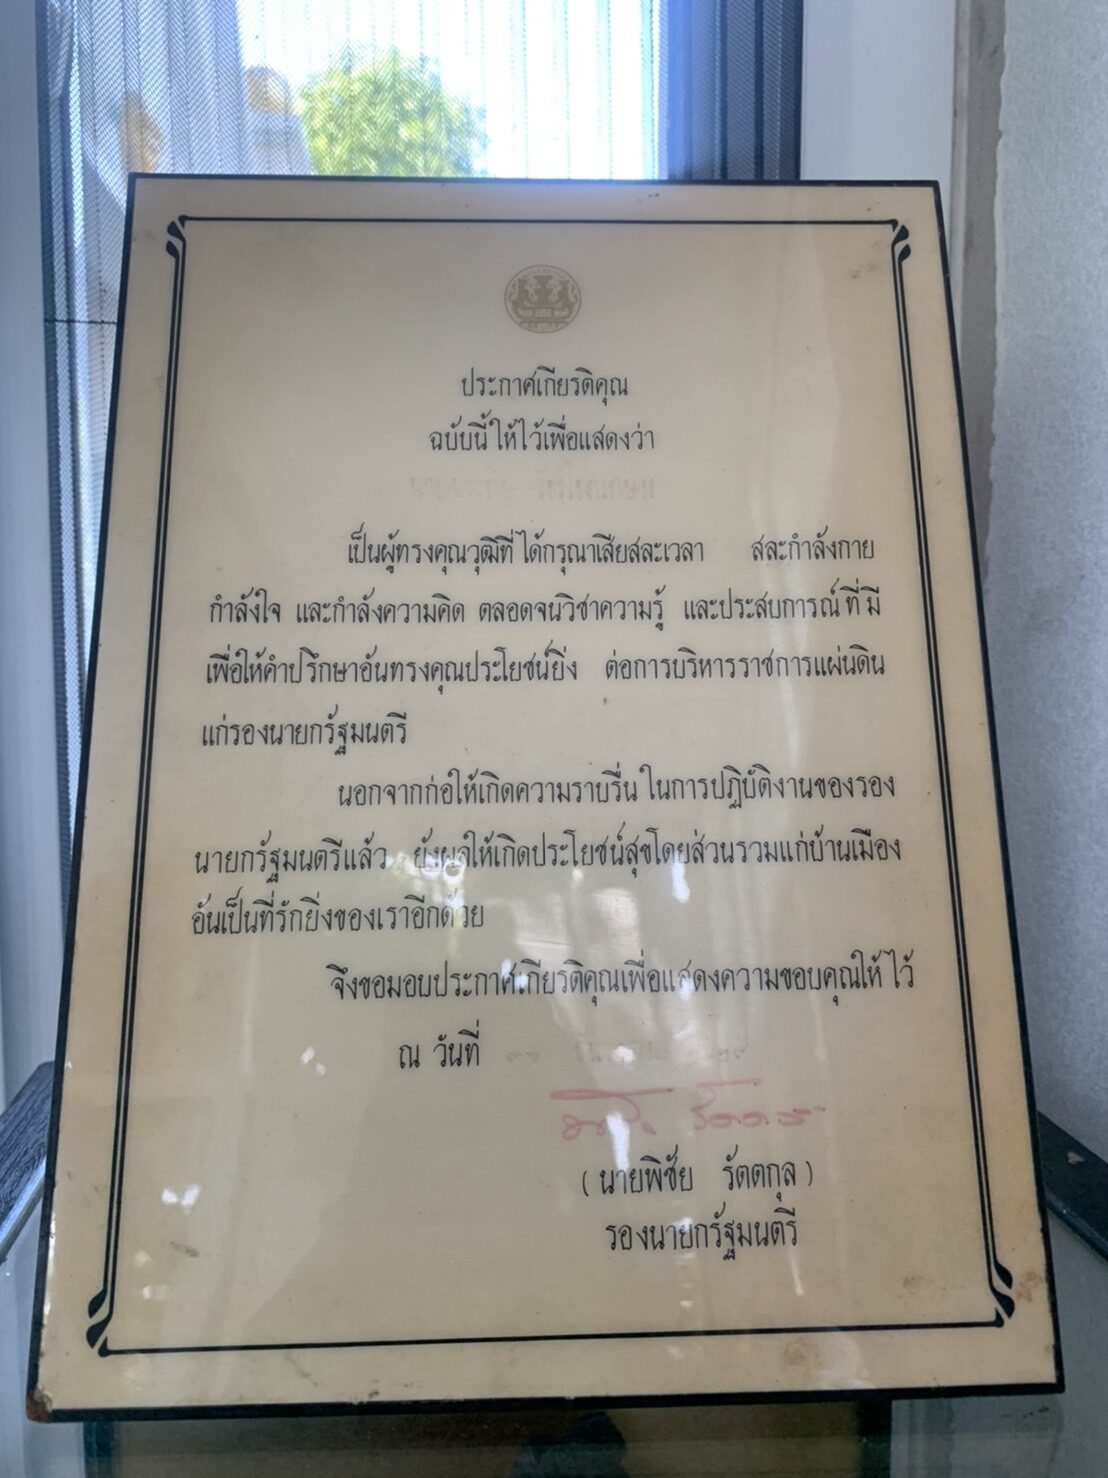 ประกาศเกียรติคุณ
ฉบับนี้ให้ไว้เพื่อแสดงว่า
เป็นผู้ทรงคุณวุฒิที่ได้กรุณาเสียสละเวลา สละกำลังกาย
กำลังใจ และกำลังความคิด ตลอดจนวิชาความรู้ และประสบการณ์ที่มี
เพื่อให้คำปรึกษาอันทรงคุณประโยชน์ยิ่ง ต่อการบริหารราชการแผ่นดิน
แก่รองนายกรัฐมนตรี
นอกจากก่อให้เกิดความราบรื่นในการปฏิบัติงานของรอง
นายกรัฐมนตรีแล้ว ยังผลให้เกิดประโยชน์สุขโดยส่วนรวมแก่บ้านเมือง
อันเป็นที่รักยิ่งของเราอีกด้วย
จึงขอมอบประกาศเกียรติคุณเพื่อแสดงความขอบคุณให้ไว้
ณ วันที่
(นายพิชัย รัตตกุล)
รองนายกรัฐมนตรี